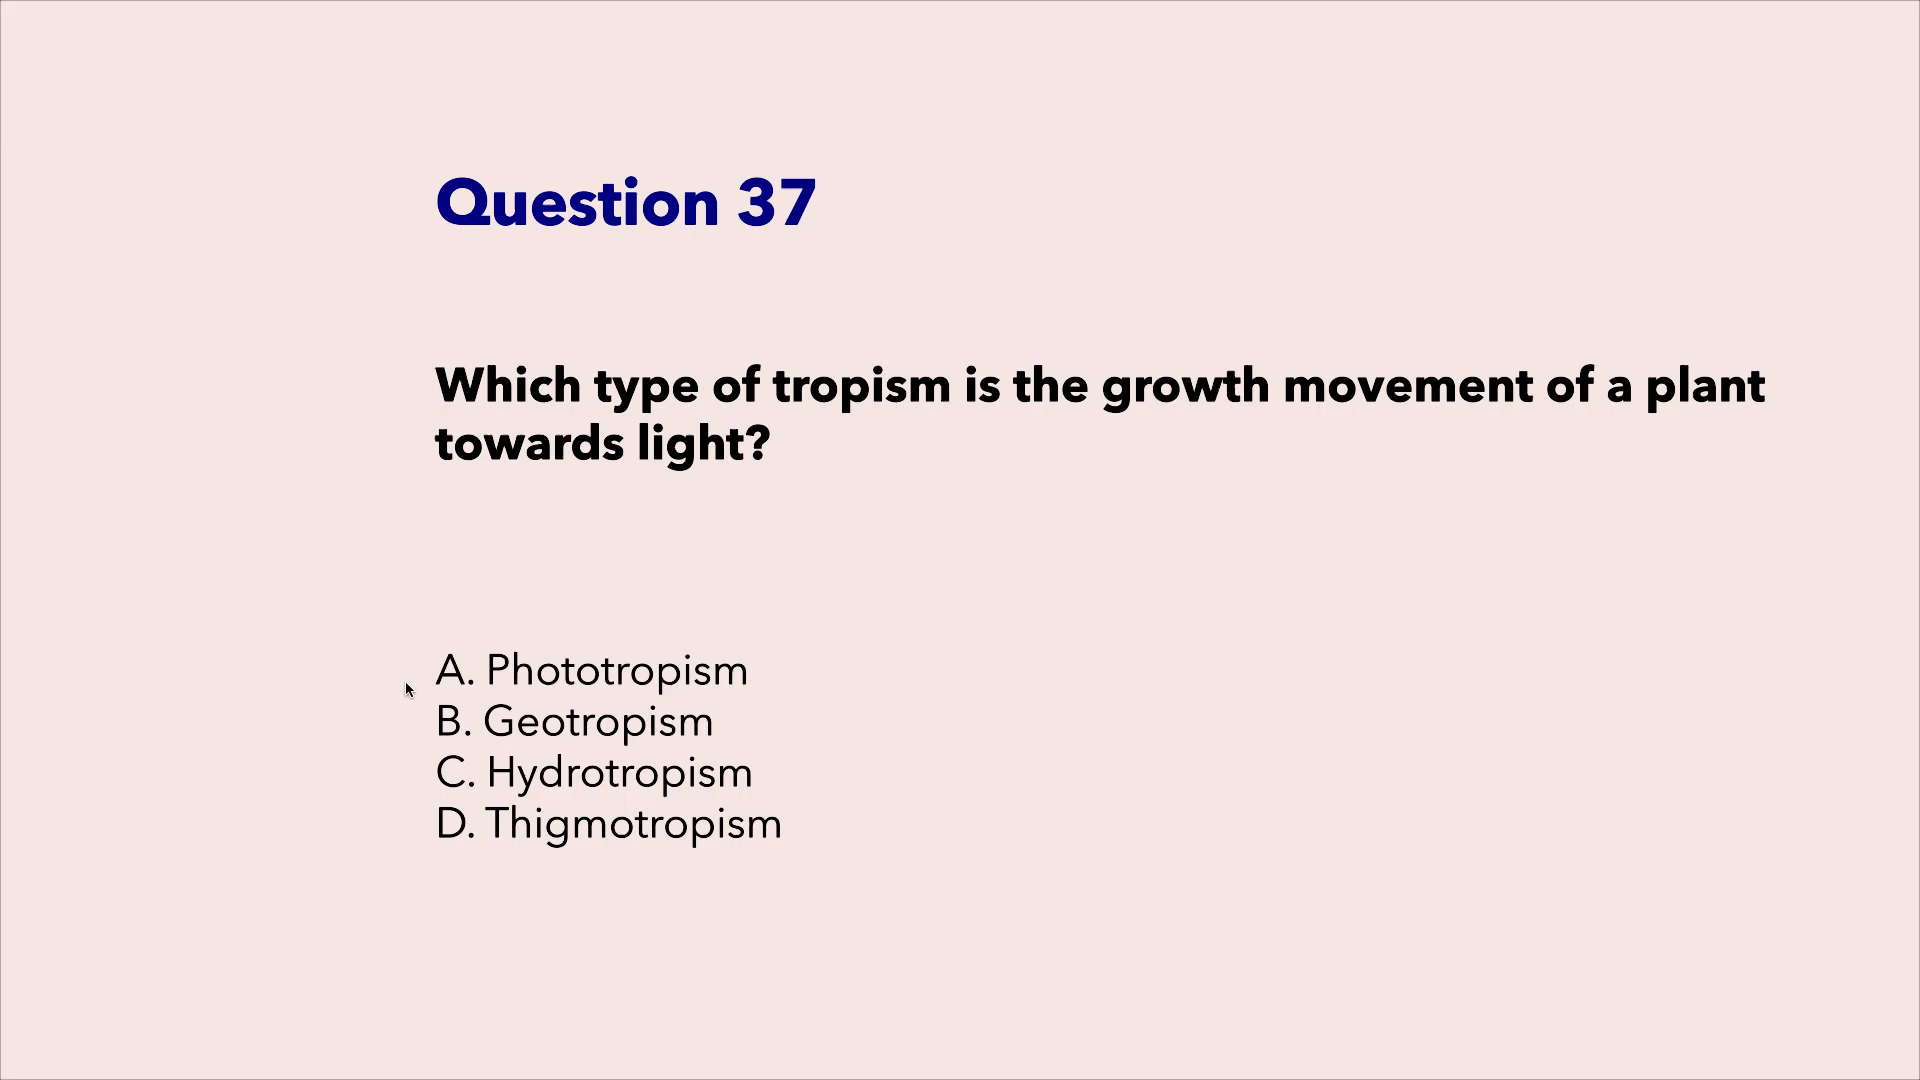 Question 37
Which type of tropism is the growth movement of a plant
towards light?
A. Phototropism
B. Geotropism
C. Hydrotropism
D. Thigmotropism